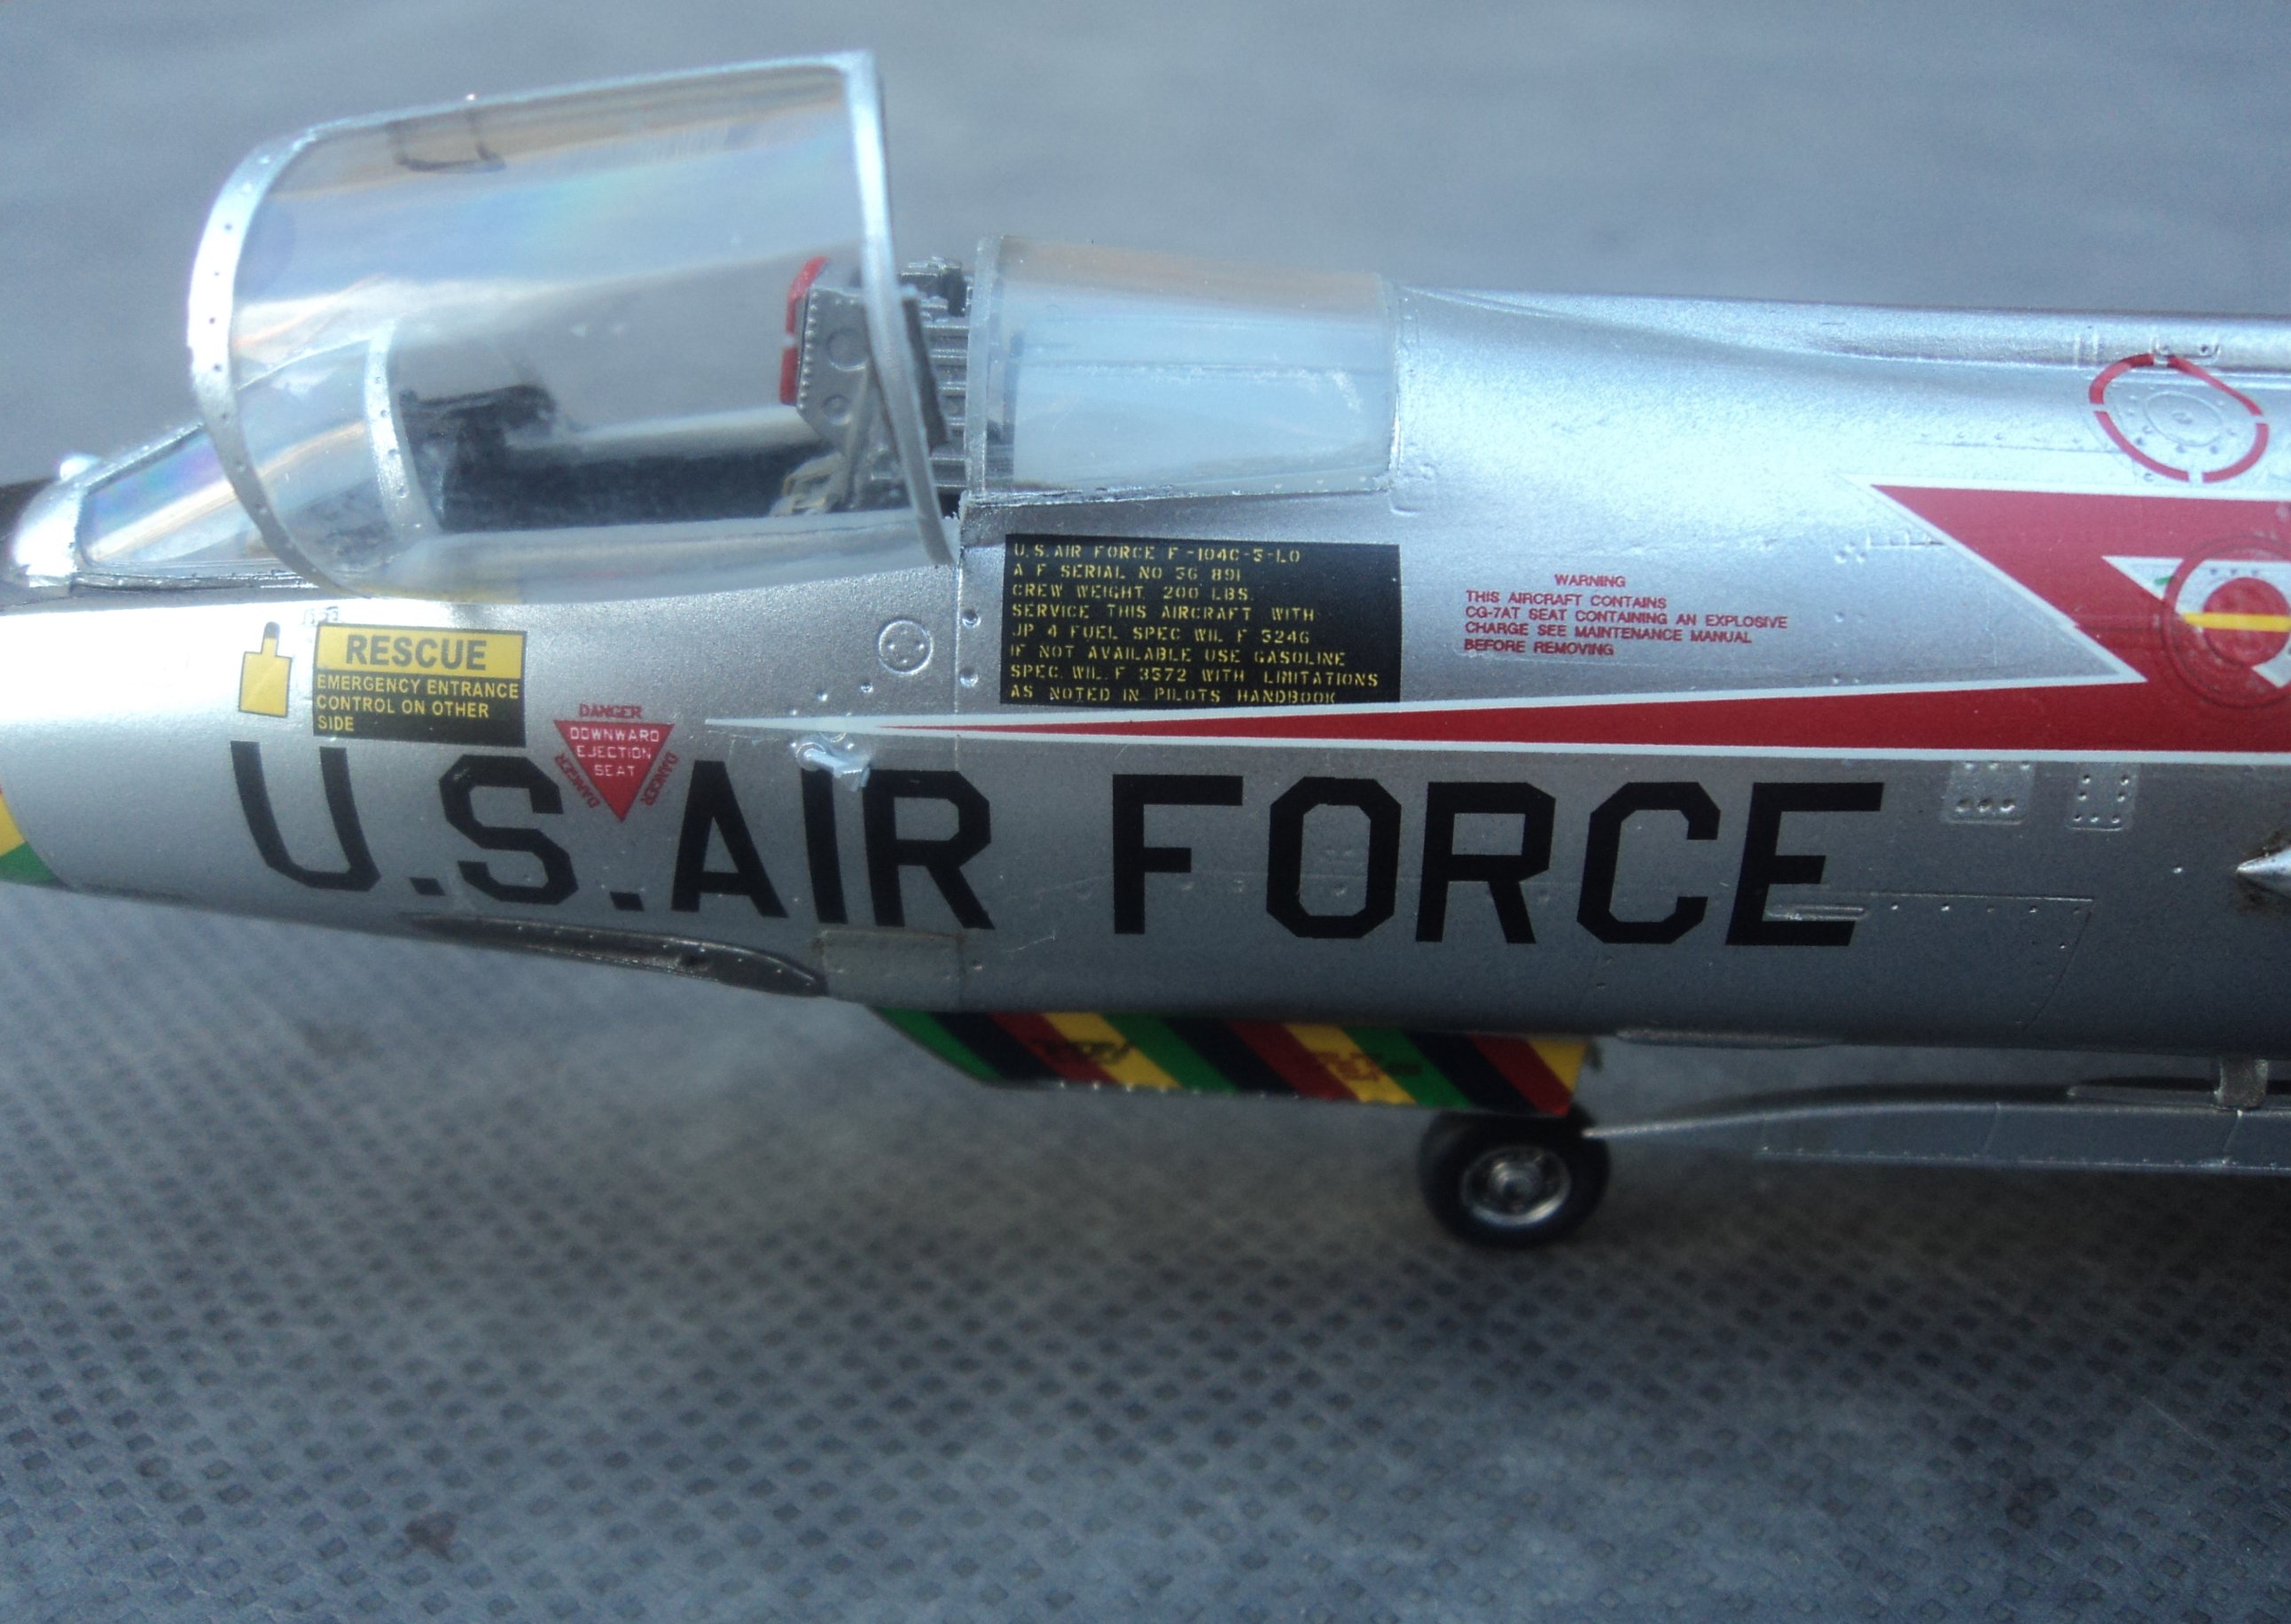 U.S.AIR FORCE F-104C-5-LO
A F SERIAL NO 56 891
CREW WEIGHT 200 LBS.
SERVICE THIS AIRCRAFT WITH
JP 4 FUEL SPEC WIL F 5246
IF NOT AVAILABLE USE GASOLINE
SPEC. WIL. F 3572 WITH LIMITATIONS
AS NOTED IN PILOTS HANDBOOK
WARNING
THIS AIRCRAFT CONTAINS
CG-7AT SEAT CONTAINING AN EXPLOSIVE
CHARGE SEE MAINTENANCE MANUAL
BEFORE REMOVING
RESCUE
EMERGENCY ENTRANCE
CONTROL ON OTHER
SIDE
DANGER
DOWNWARD
EJECTION
SEAT
DANGER
DANGER
U.S.AIR FORCE